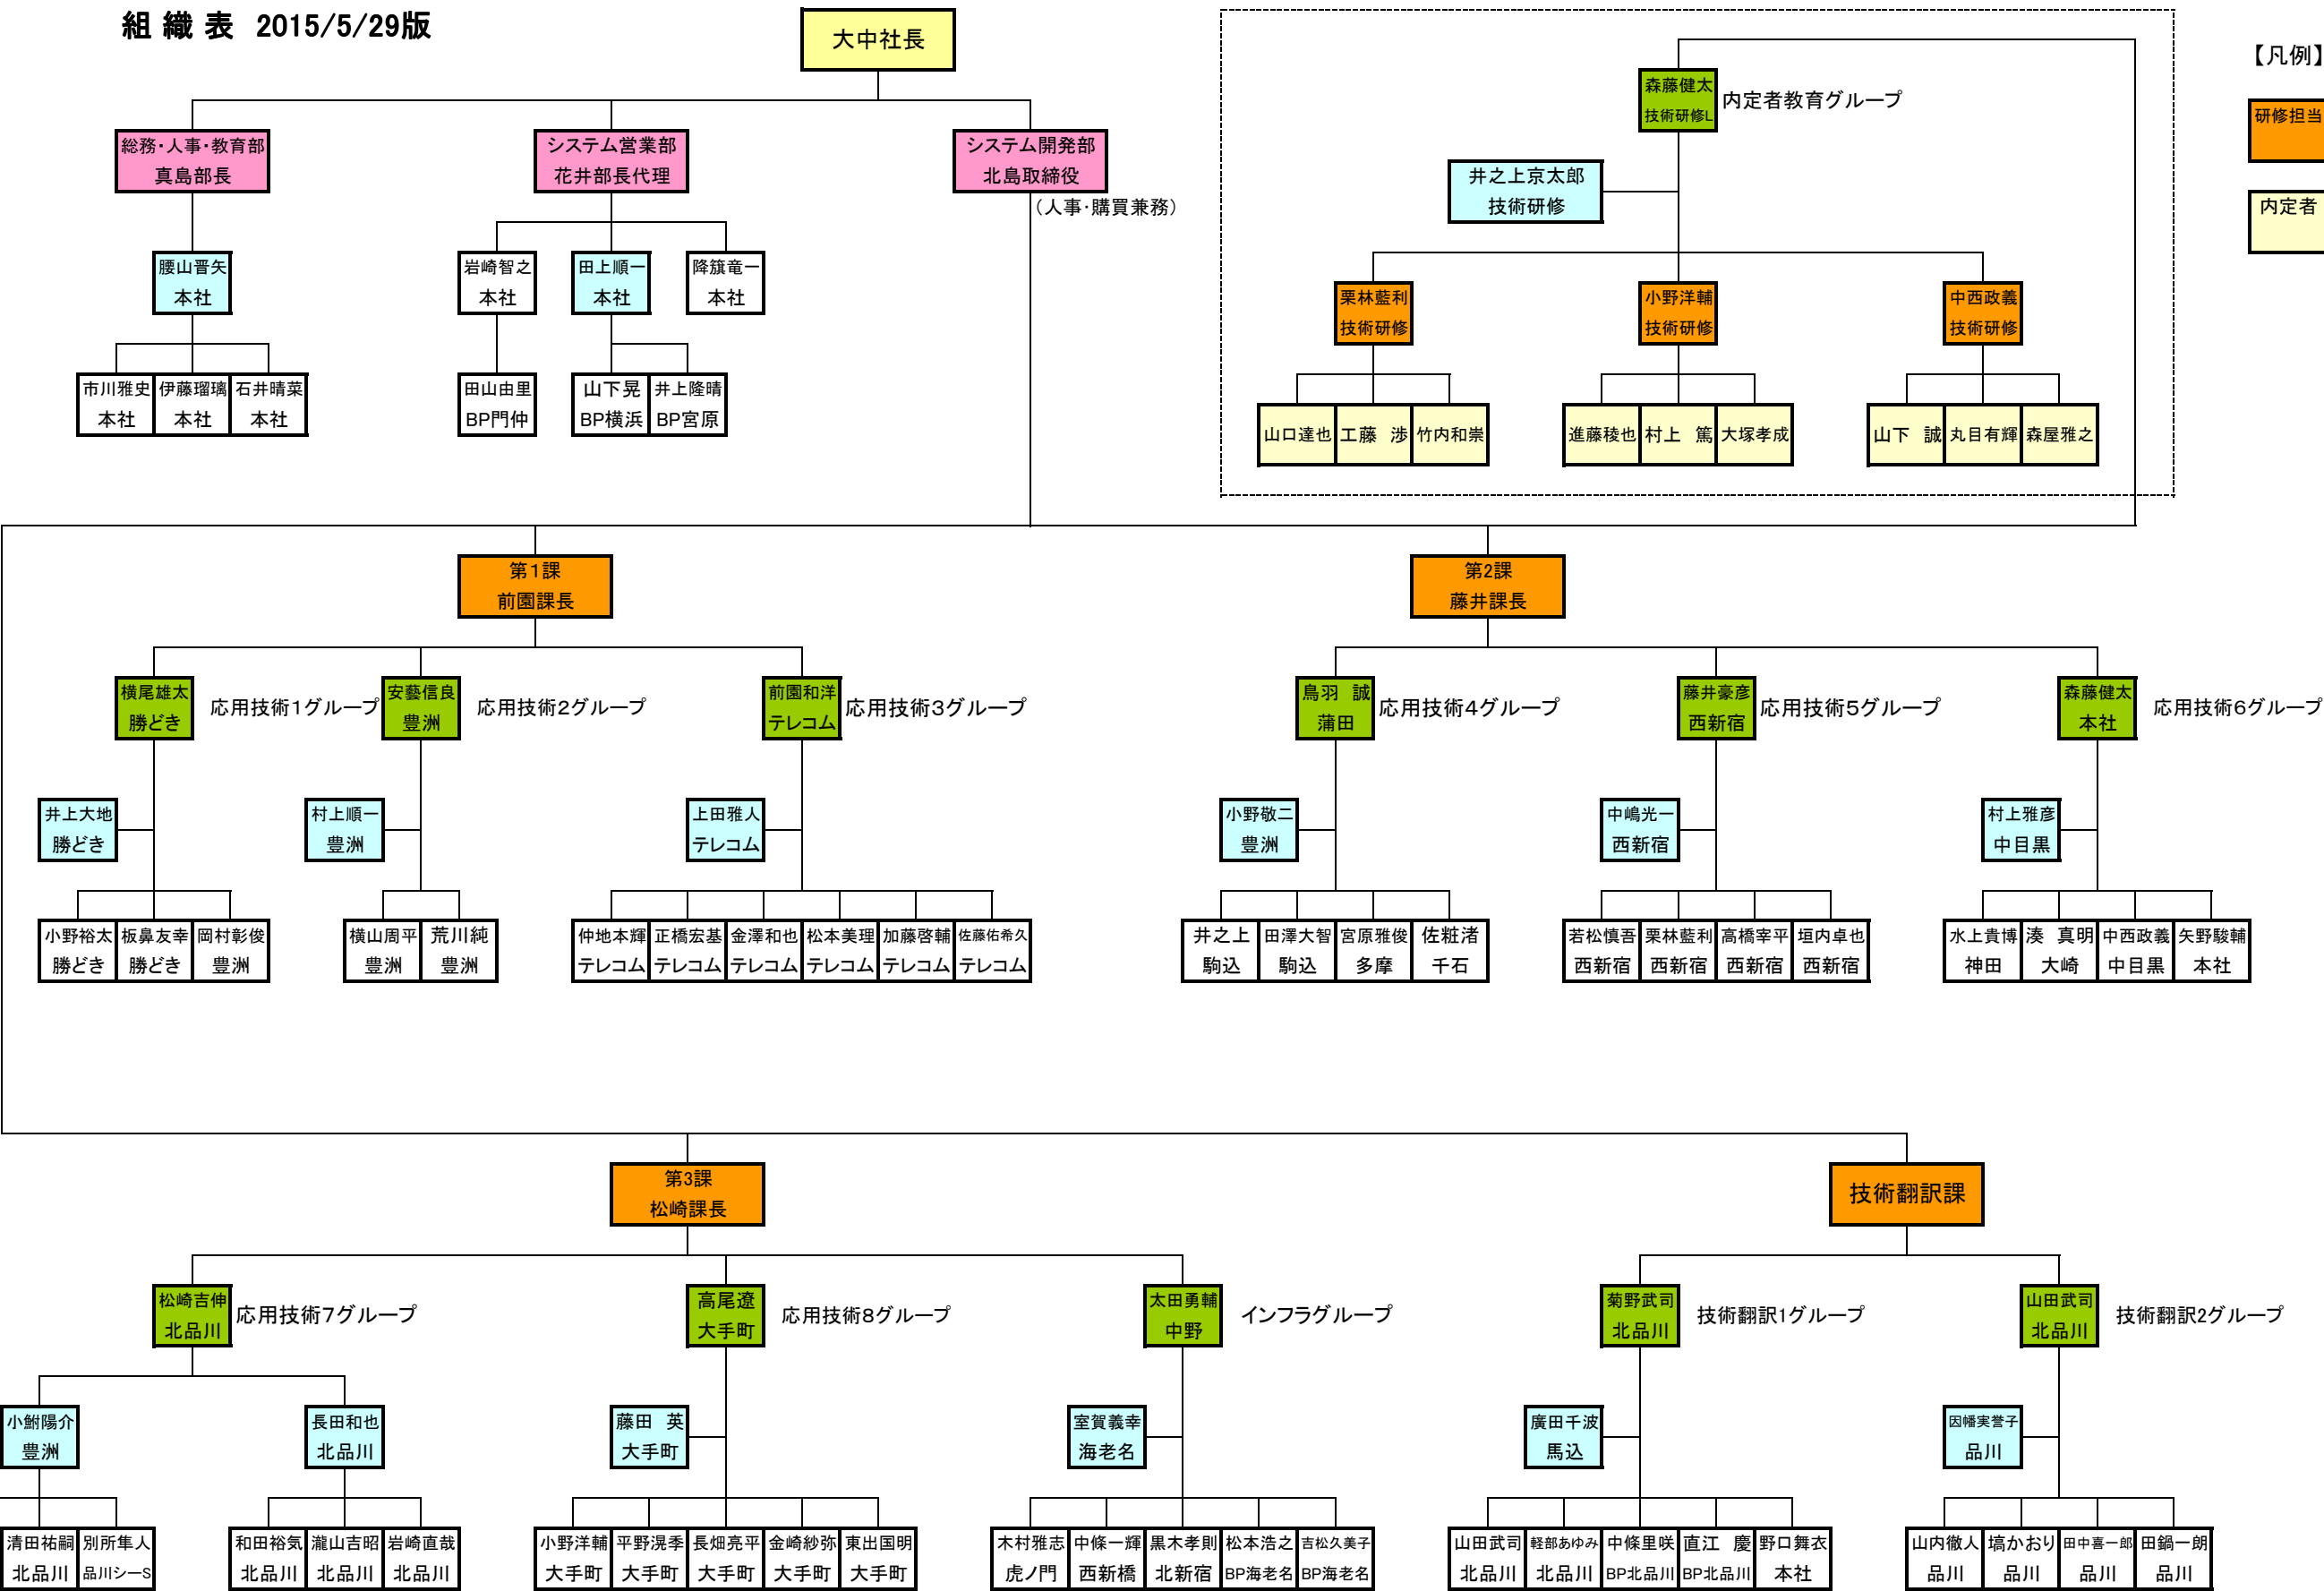 組 織 表 2015/5/29版
大中社長
総務・人事・教育部
真島部長
システム営業部
花井部長代理
システム開発部
北島取締役
（人事・購買兼務）
腰山晋矢
本社
岩崎智之
本社
田上順一
本社
降籏竜一
本社
市川雅史
本社
伊藤瑠璃
本社
石井晴菜
本社
田山由里
BP門仲
山下晃
BP横浜
井上隆晴
BP宮原
森藤健太
技術研修L
内定者教育グループ
井之上京太郎
技術研修
栗林藍利
技術研修
小野洋輔
技術研修
中西政義
技術研修
山口達也
工藤 渉
竹内和崇
進藤稜也
村上 篤
大塚孝成
山下 誠
丸目有輝
森屋雅之
【凡例】
研修担当
内定者
第１課
前園課長
第2課
藤井課長
横尾雄太
勝どき
応用技術１グループ
安藝信良
豊洲
応用技術２グループ
前園和洋
テレコム
応用技術３グループ
鳥羽 誠
蒲田
応用技術４グループ
藤井豪彦
西新宿
応用技術５グループ
森藤健太
本社
応用技術６グループ
井上大地
勝どき
村上順一
豊洲
上田雅人
テレコム
小野敬二
豊洲
中嶋光一
西新宿
村上雅彦
中目黒
小野裕太
勝どき
板鼻友幸
勝どき
岡村彰俊
豊洲
横山周平
豊洲
荒川純
豊洲
仲地本輝
テレコム
正橋宏基
テレコム
金澤和也
テレコム
松本美理
テレコム
加藤啓輔
テレコム
佐藤佑希久
テレコム
井之上
駒込
田澤大智
駒込
宮原雅俊
多摩
佐粧渚
千石
若松慎吾
西新宿
栗林藍利
西新宿
高橋宰平
西新宿
垣内卓也
西新宿
水上貴博
神田
湊 真明
大崎
中西政義
中目黒
矢野駿輔
本社
第3課
松崎課長
技術翻訳課
松崎吉伸
北品川
応用技術７グループ
高尾遼
大手町
応用技術８グループ
太田勇輔
中野
インフラグループ
菊野武司
北品川
技術翻訳1グループ
山田武司
北品川
技術翻訳2グループ
小鮒陽介
豊洲
長田和也
北品川
藤田 英
大手町
室賀義幸
海老名
廣田千波
馬込
因幡実誉子
品川
清田祐嗣
北品川
別所隼人
品川シーS
和田裕気
北品川
瀧山吉昭
北品川
岩崎直哉
北品川
小野洋輔
大手町
平野滉季
大手町
長畑亮平
大手町
金崎紗弥
大手町
東出国明
大手町
木村雅志
虎ノ門
中條一輝
西新橋
黒木孝則
北新宿
松本浩之
BP海老名
吉松久美子
BP海老名
山田武司
北品川
軽部あゆみ
北品川
中條里咲
BP北品川
直江 慶
BP北品川
野口舞衣
本社
山内徹人
品川
塙かおり
品川
田中喜一郎
品川
田鍋一朗
品川